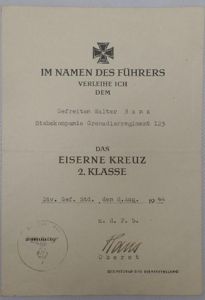 IM NAMEN DES FÜHRERS
VERLEIHE ICH
DEM
Gefreiten Walter
Stabskompanie Grenadierregiment 123
DAS
EISERNE KREUZ
2. KLASSE
Div. Gef. Std. den 8. Aug. 1944
m. d. F. b.
Oberst